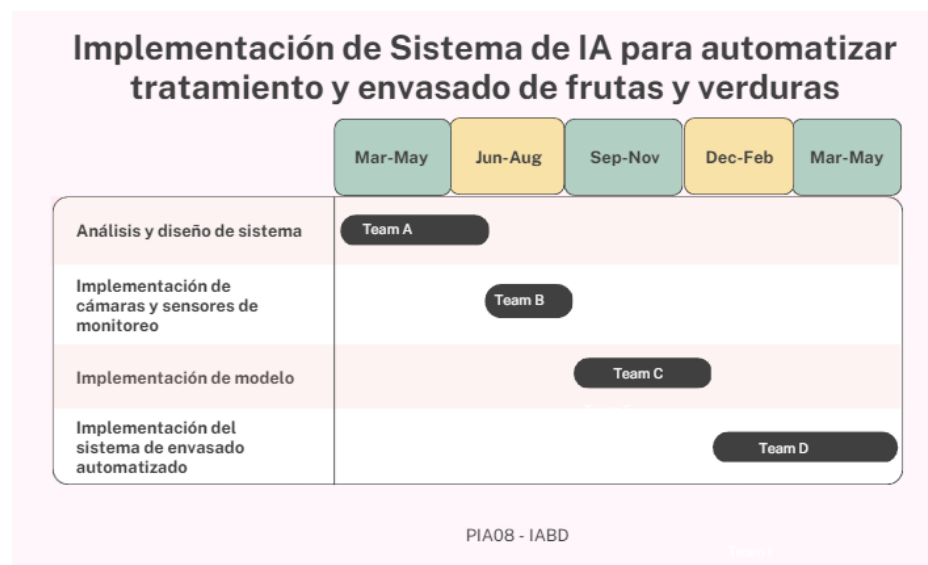 Implementación de Sistema de IA para automatizar
tratamiento y envasado de frutas y verduras
Mar-May
Jun-Aug
Sep-Nov
Dec-Feb
Mar-May
Análisis y diseño de sistema
Team A
Implementación de
cámaras y sensores de
monitoreo
Team B
Implementación de modelo
Team C
Implementación del
sistema de envasado
automatizado
Team D
PIA08 - IABD